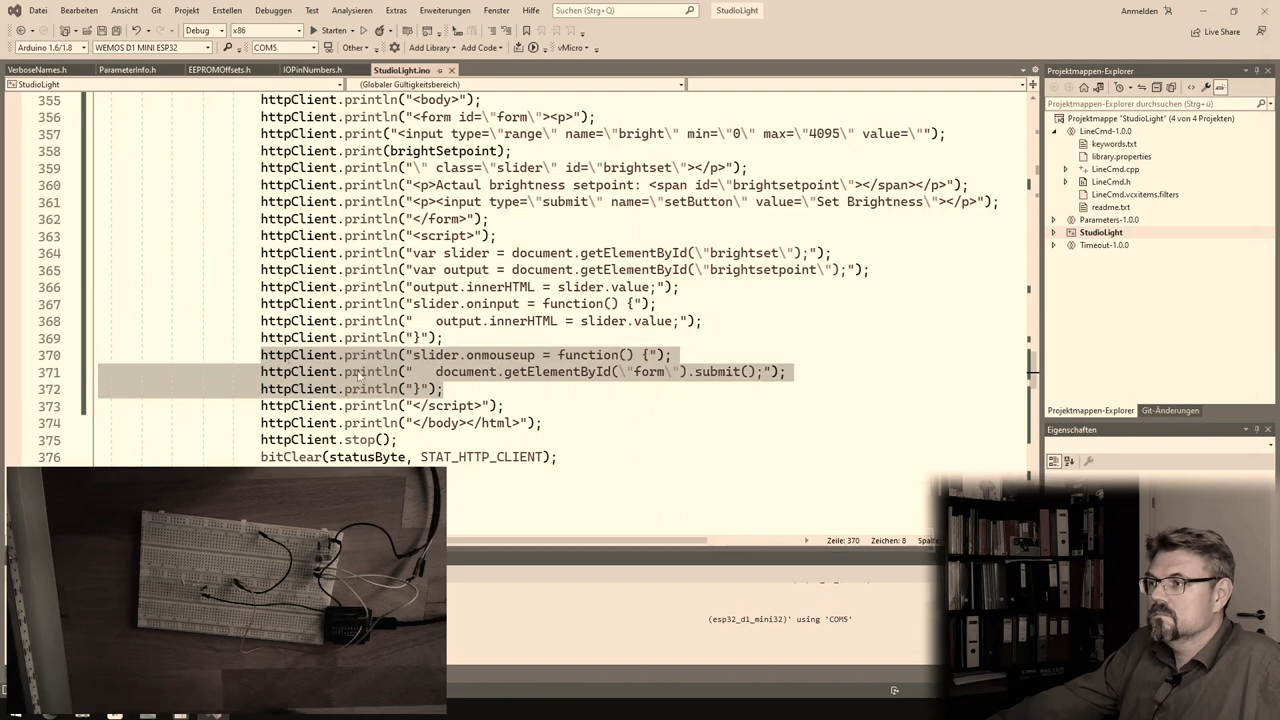 Datei Bearbeiten Ansicht Git Projekt Erstellen Debuggen Test Analysieren Extras Erweiterungen Fenster Hilfe Suchen (Strg+Q) StudioLight Anmelden
Debug x86 Starten Live Share
Arduino 1.6/1.8 WEMOS D1 MINI ESP32 COM5 Other Add Library Add Code vMicro
VerboseNames.h ParameterInfo.h EEPROMOffsets.h IOPinNumbers.h StudioLight.ino
StudioLight (Globaler Gültigkeitsbereich)
355 httpClient.println("<body>");
356 httpClient.println("<form id=\"form\"><p>");
357 httpClient.print("<input type=\"range\" name=\"bright\" min=\"0\" max=\"4095\" value=\"");
358 httpClient.print(brightSetpoint);
359 httpClient.println("\" class=\"slider\" id=\"brightset\"></p>");
360 httpClient.println("<p>Actaul brightness setpoint: <span id=\"brightsetpoint\"></span></p>");
361 httpClient.println("<p><input type=\"submit\" name=\"setButton\" value=\"Set Brightness\"></p>");
362 httpClient.println("</form>");
363 httpClient.println("<script>");
364 httpClient.println("var slider = document.getElementById(\"brightset\");");
365 httpClient.println("var output = document.getElementById(\"brightsetpoint\");");
366 httpClient.println("output.innerHTML = slider.value;");
367 httpClient.println("slider.oninput = function() {");
368 httpClient.println("   output.innerHTML = slider.value;");
369 httpClient.println("}");
370 httpClient.println("slider.onmouseup = function() {");
371 httpClient.println("   document.getElementById(\"form\").submit();");
372 httpClient.println("}");
373 httpClient.println("</script>");
374 httpClient.println("</body></html>");
375 httpClient.stop();
376 bitClear(statusByte, STAT_HTTP_CLIENT);
Zeile: 370 Zeichen: 8
(esp32_d1_mini32)' using 'COM5'
Projektmappen-Explorer
Projektmappen-Explorer durchsuchen (Strg+ü)
Projektmappe "StudioLight" (4 von 4 Projekten)
LineCmd-1.0.0
keywords.txt
library.properties
LineCmd.cpp
LineCmd.h
LineCmd.vcxitems.filters
readme.txt
Parameters-1.0.0
StudioLight
Timeout-1.0.0
Projektmappen-Explorer Git-Änderungen
Eigenschaften